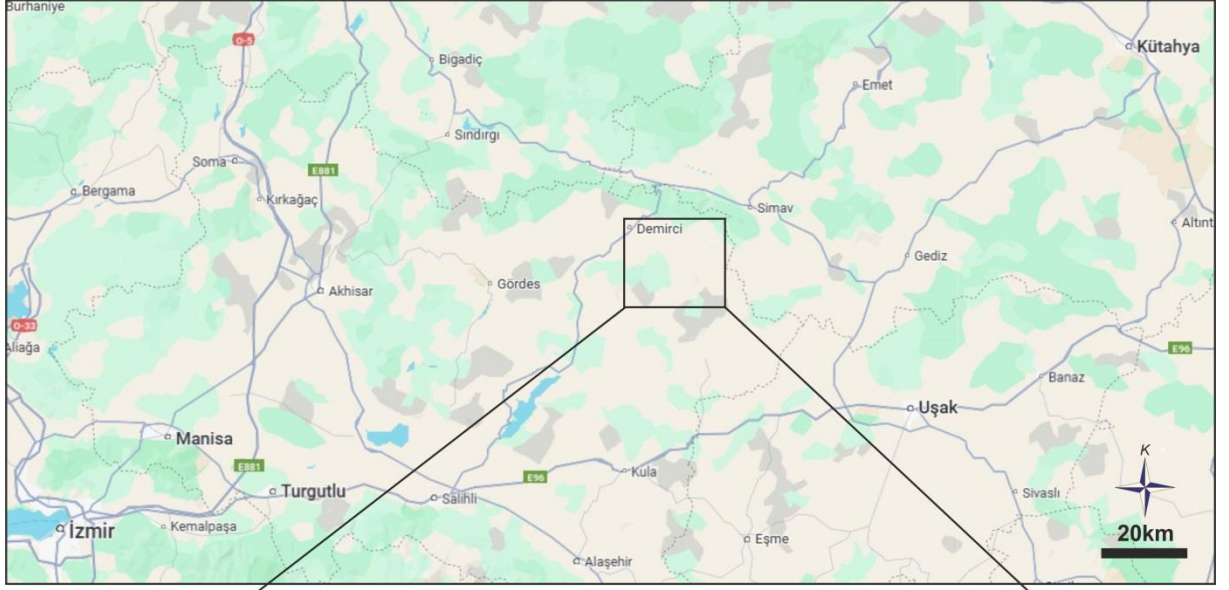 Burhaniye
O-5
Kütahya
Bigadiç
Emet
Sındırgı
Soma
E881
Bergama
Kırkağaç
Simav
Altınt
Demirci
Gediz
Gördes
Akhisar
O-33
Aliağa
E96
Banaz
Uşak
Manisa
K
E881
Kula
E96
Turgutlu
Salihli
Sivaslı
İzmir
Kemalpaşa
20km
Eşme
Alaşehir